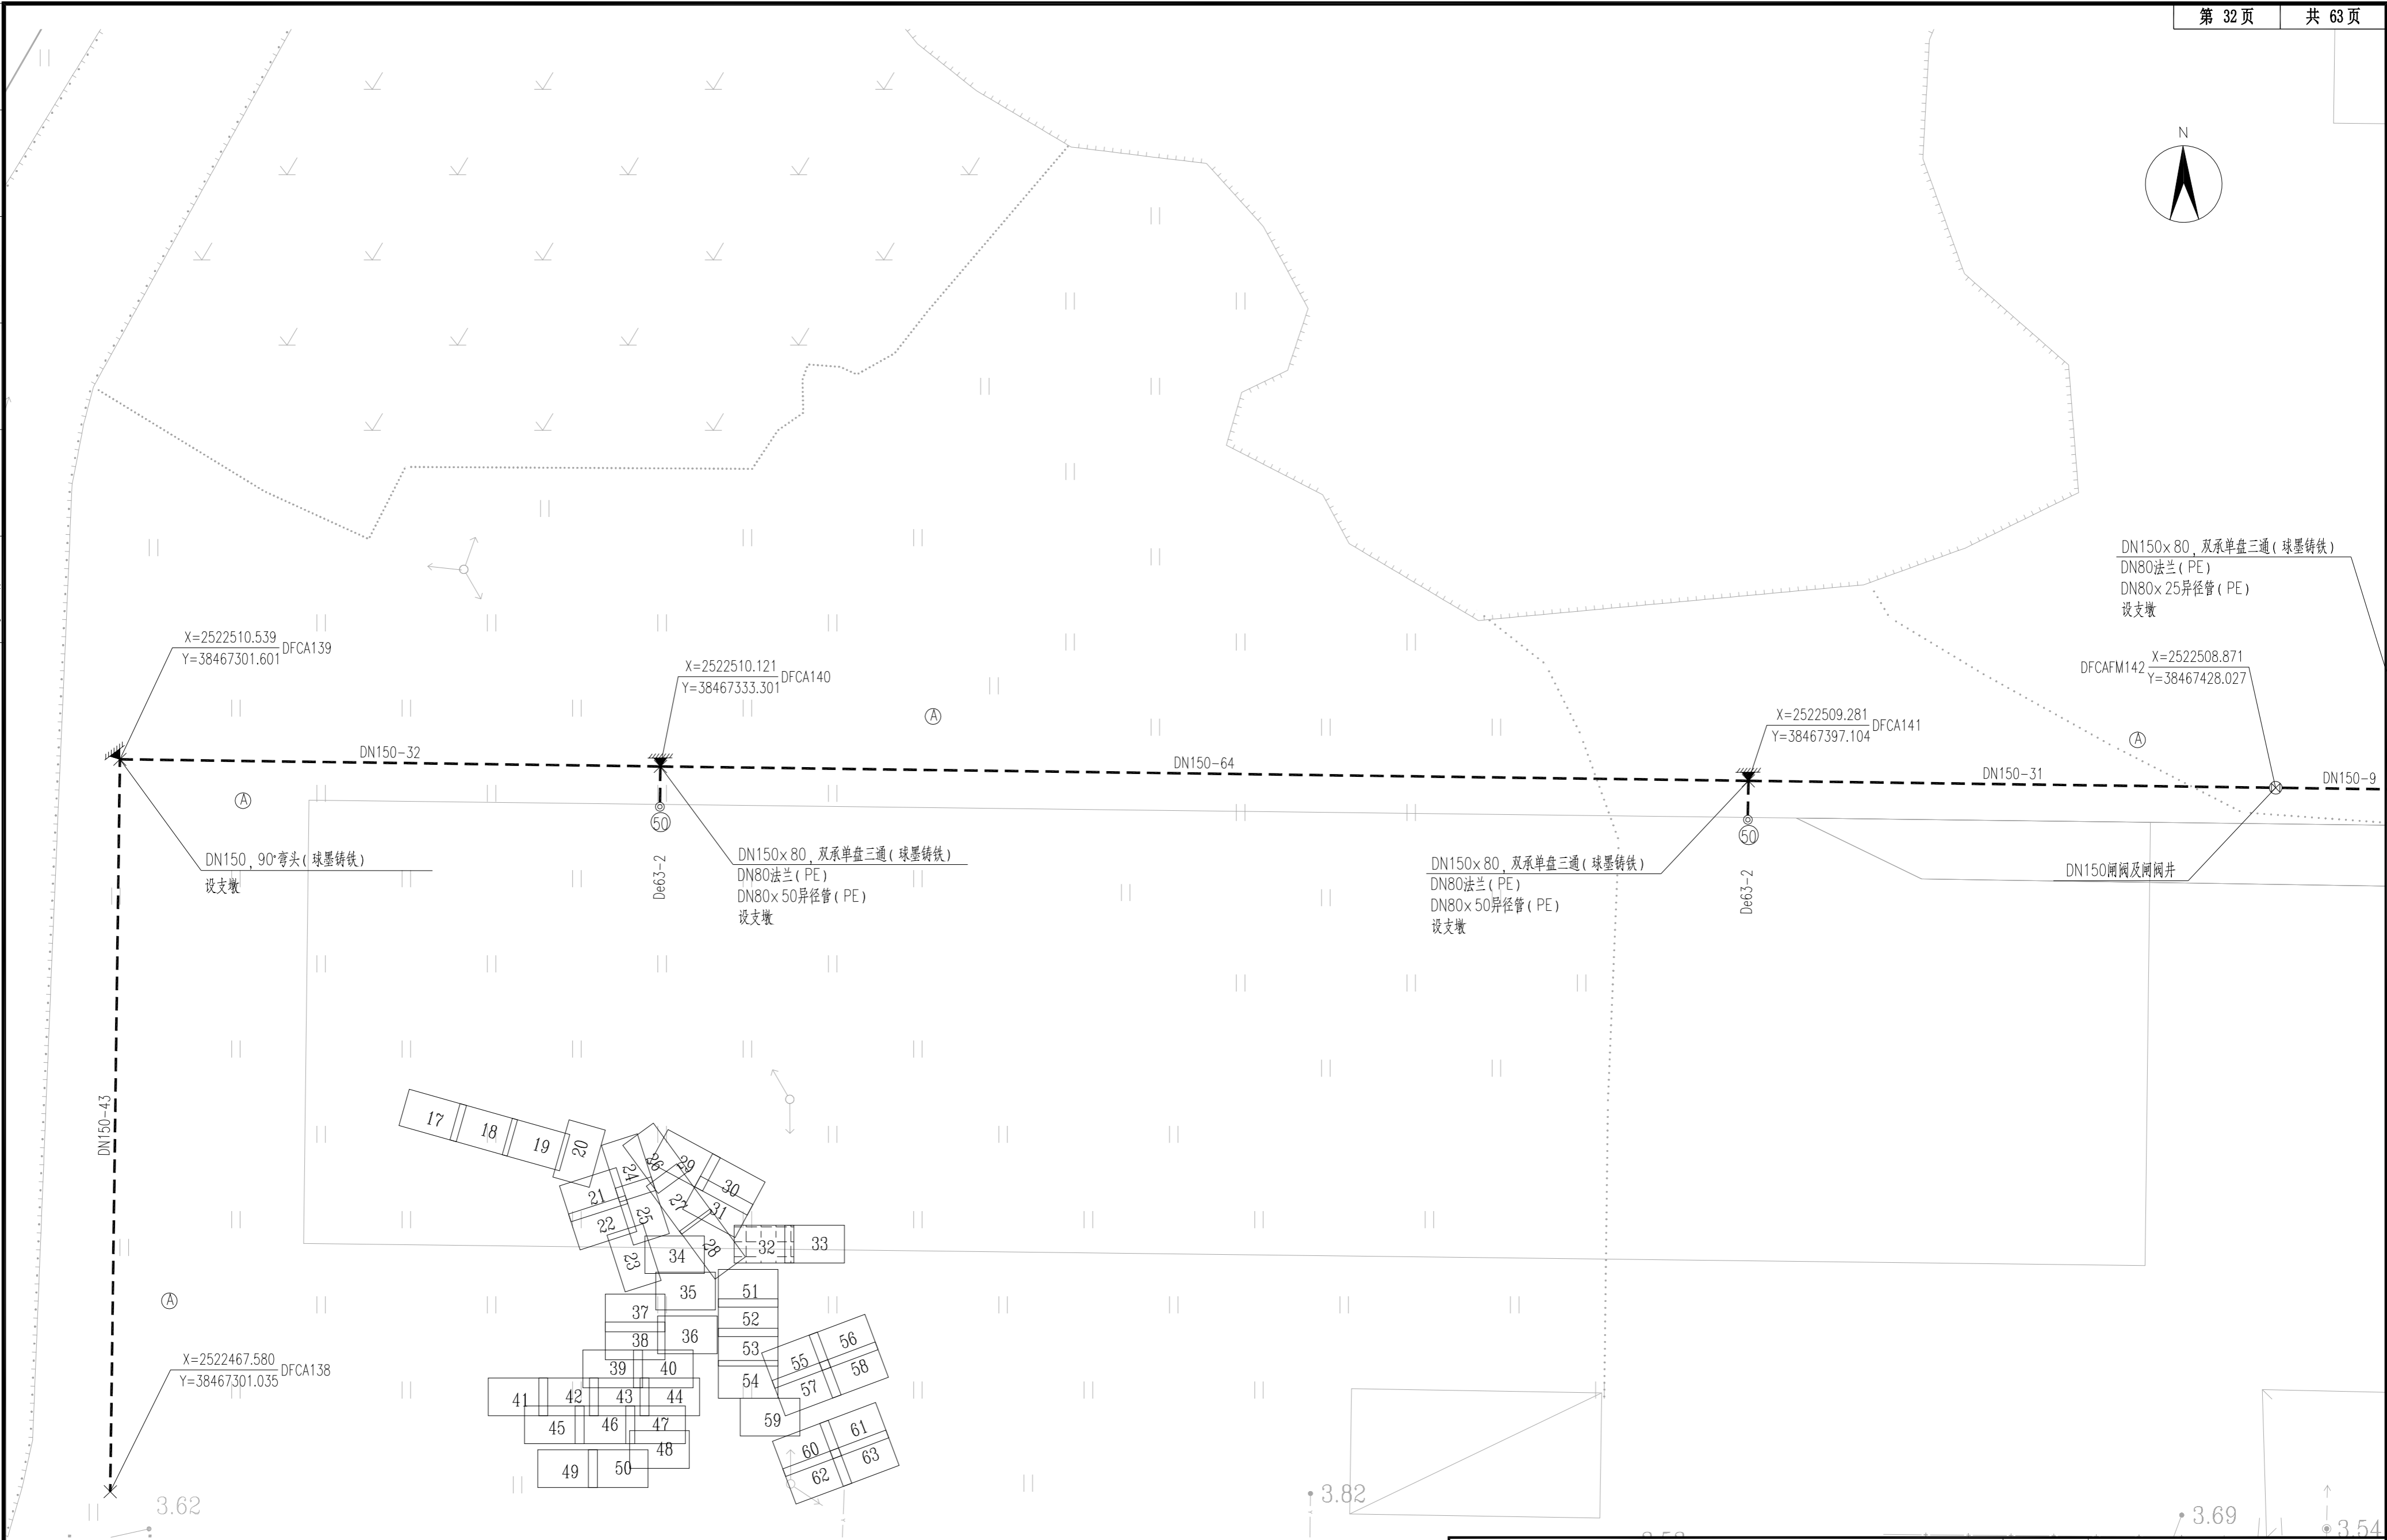 第 32 页 共 63 页
N
DN150×80，双承单盘三通（球墨铸铁）
DN80法兰（PE）
DN80×25异径管（PE）
设支墩
X=2522510.539
Y=38467301.601
DFCA139
X=2522510.121
Y=38467333.301
DFCA140
DFCAFM142
X=2522508.871
Y=38467428.027
X=2522509.281
Y=38467397.104
DFCA141
A
A
DN150-32
DN150-64
DN150-31
DN150-9
A
50
50
DN150，90°弯头（球墨铸铁）
设支墩
De63-2
DN150×80，双承单盘三通（球墨铸铁）
DN80法兰（PE）
DN80×50异径管（PE）
设支墩
DN150×80，双承单盘三通（球墨铸铁）
DN80法兰（PE）
DN80×50异径管（PE）
设支墩
De63-2
DN150闸阀及闸阀井
DN150-43
17
18
19
20
21
22
23
24
25
26
27
28
29
30
31
32
33
34
35
36
37
38
39
40
41
42
43
44
45
46
47
48
49
50
51
52
53
54
55
56
57
58
59
60
61
62
63
A
X=2522467.580
Y=38467301.035
DFCA138
3.62
3.82
3.69
3.54